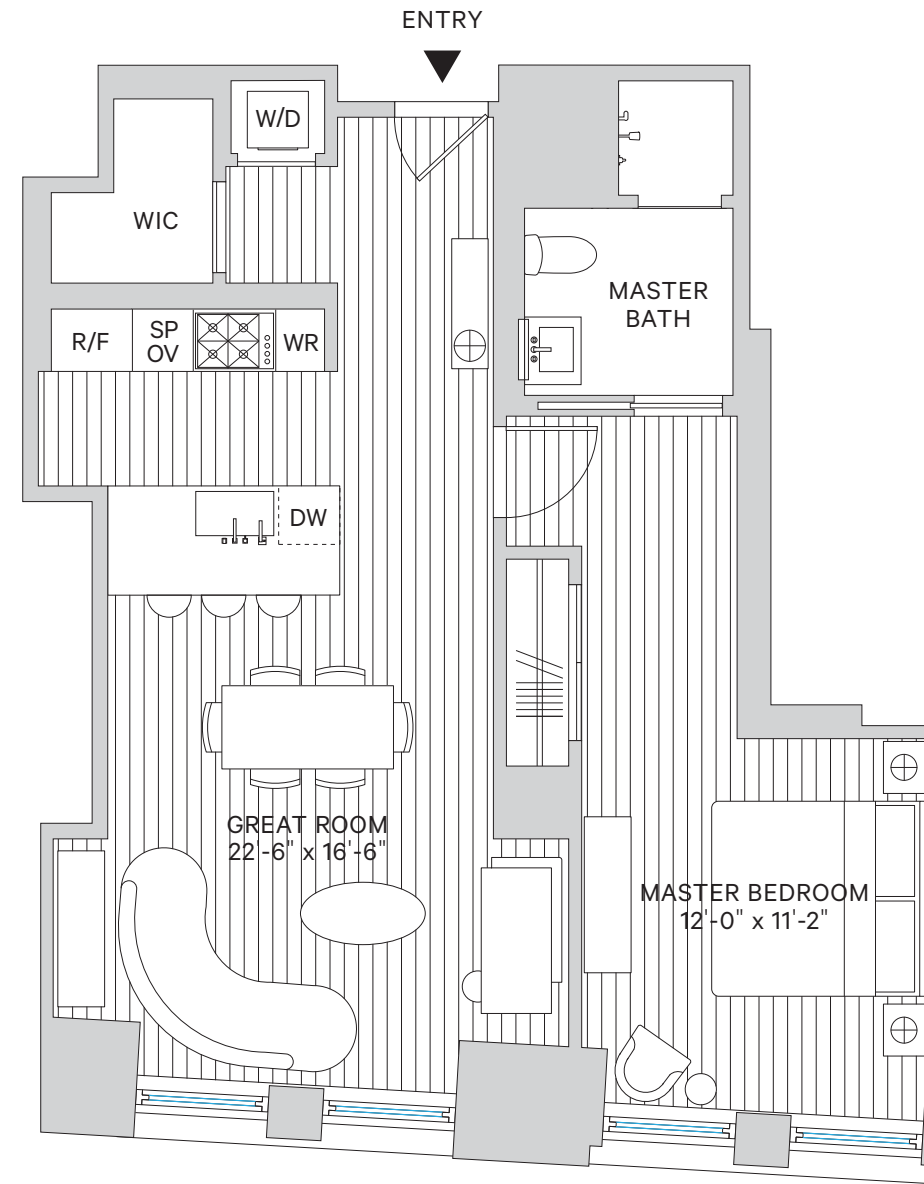 ENTRY
W/D
WIC
MASTER
BATH
R/F
SP
OV
WR
DW
GREAT ROOM
22'-6" x 16'-6"
MASTER BEDROOM
12'-0" x 11'-2"